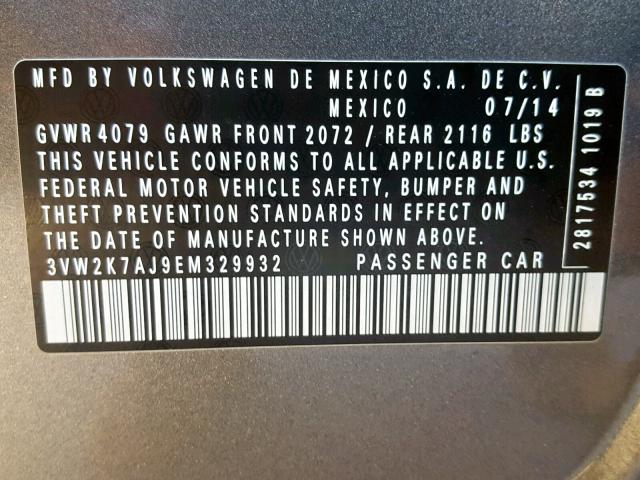 MFD BY VOLKSWAGEN DE MEXICO S.A. DE C.V.
MEXICO 07/14
GVWR 4079 GAWR FRONT 2072 / REAR 2116 LBS
THIS VEHICLE CONFORMS TO ALL APPLICABLE U.S.
FEDERAL MOTOR VEHICLE SAFETY, BUMPER AND
THEFT PREVENTION STANDARDS IN EFFECT ON
THE DATE OF MANUFACTURE SHOWN ABOVE.
3VW2K7AJ9EM329932 PASSENGER CAR
2817534 1019 B